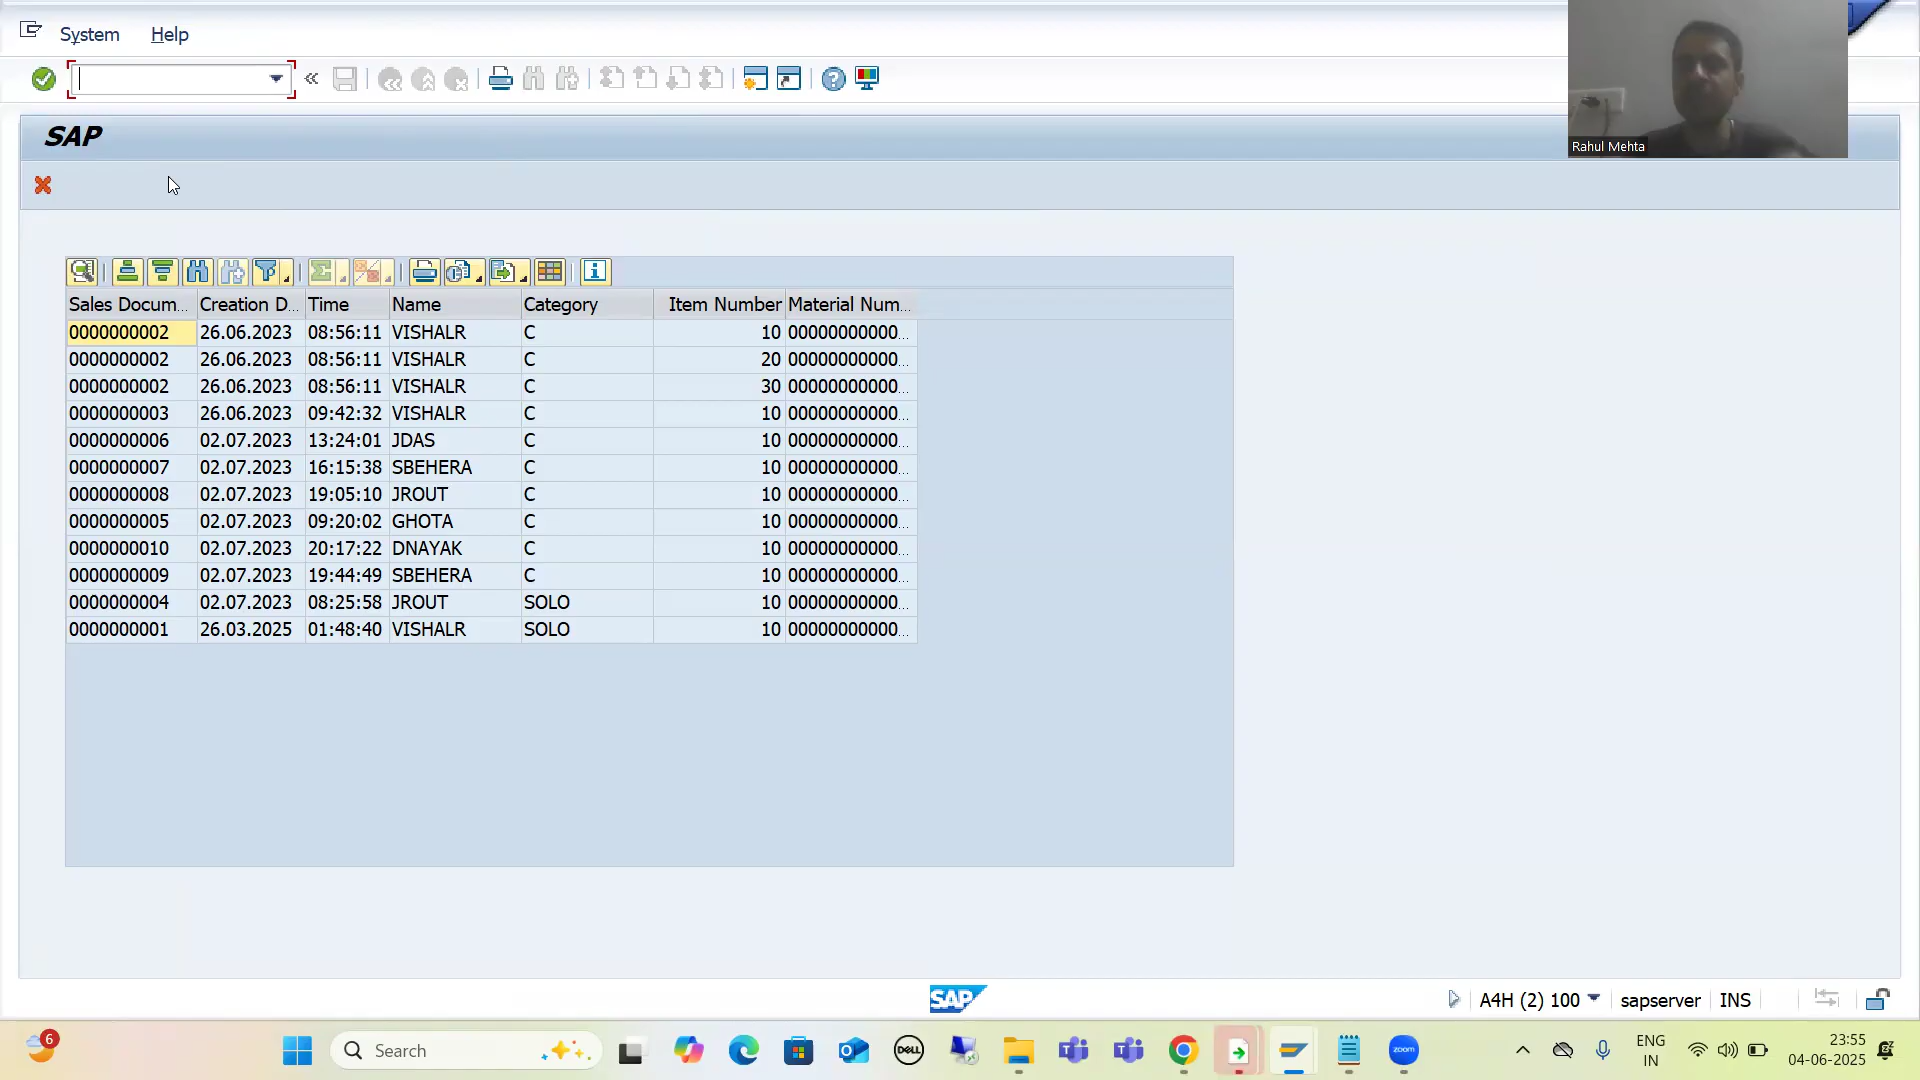 System Help
SAP
Rahul Mehta
Sales Docum... Creation D... Time Name Category Item Number Material Num...
0000000002 26.06.2023 08:56:11 VISHALR C 10 00000000000...
0000000002 26.06.2023 08:56:11 VISHALR C 20 00000000000...
0000000002 26.06.2023 08:56:11 VISHALR C 30 00000000000...
0000000003 26.06.2023 09:42:32 VISHALR C 10 00000000000...
0000000006 02.07.2023 13:24:01 JDAS C 10 00000000000...
0000000007 02.07.2023 16:15:38 SBEHERA C 10 00000000000...
0000000008 02.07.2023 19:05:10 JROUT C 10 00000000000...
0000000005 02.07.2023 09:20:02 GHOTA C 10 00000000000...
0000000010 02.07.2023 20:17:22 DNAYAK C 10 00000000000...
0000000009 02.07.2023 19:44:49 SBEHERA C 10 00000000000...
0000000004 02.07.2023 08:25:58 JROUT SOLO 10 00000000000...
0000000001 26.03.2025 01:48:40 VISHALR SOLO 10 00000000000...
SAP A4H (2) 100 sapserver INS
6 Search DELL zoom ENG 23:55
IN 04-06-2025